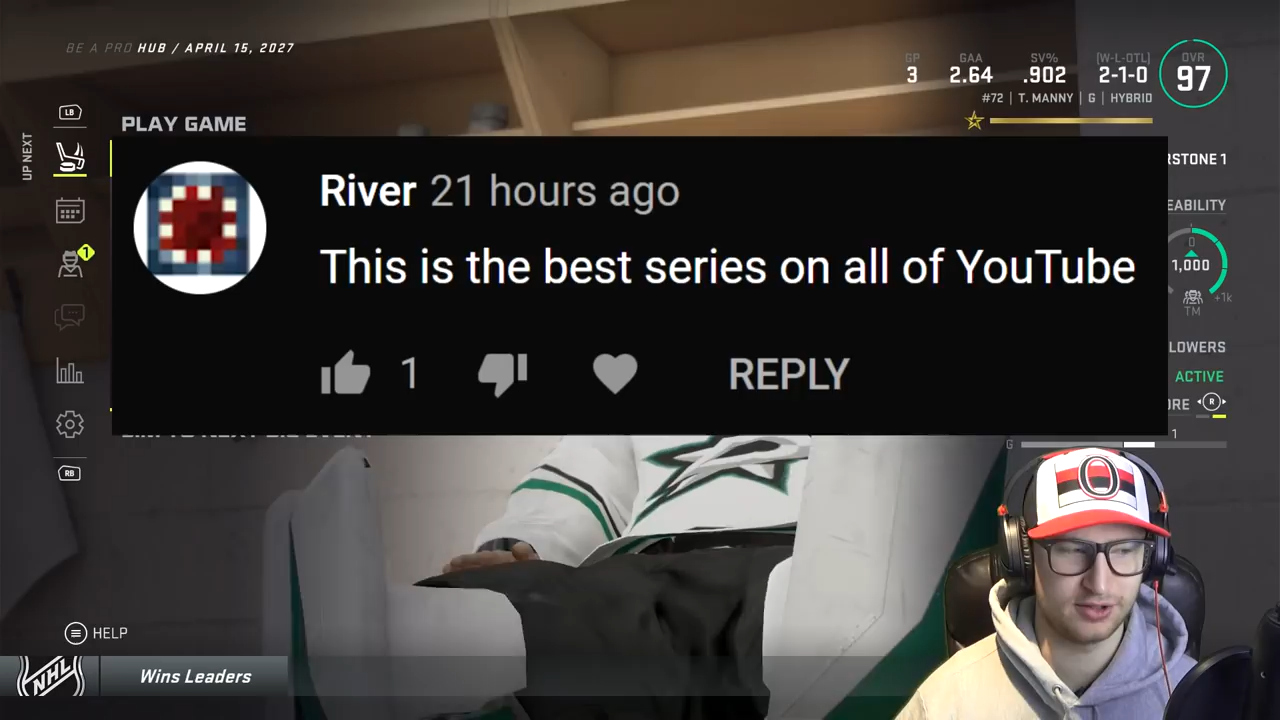 BE A PRO HUB / APRIL 15, 2027
GP GAA SV% [W-L-OTL] OVR
3 2.64 .902 2-1-0 97
#72 | T. MANNY | G | HYBRID
LB
UP NEXT
PLAY GAME
RSTONE 1
River 21 hours ago
This is the best series on all of YouTube
1 REPLY
EABILITY
0
1,000
+1k
TM
1
LOWERS
ACTIVE
ORE R
1
G
RB
HELP
NHL
Wins Leaders
O